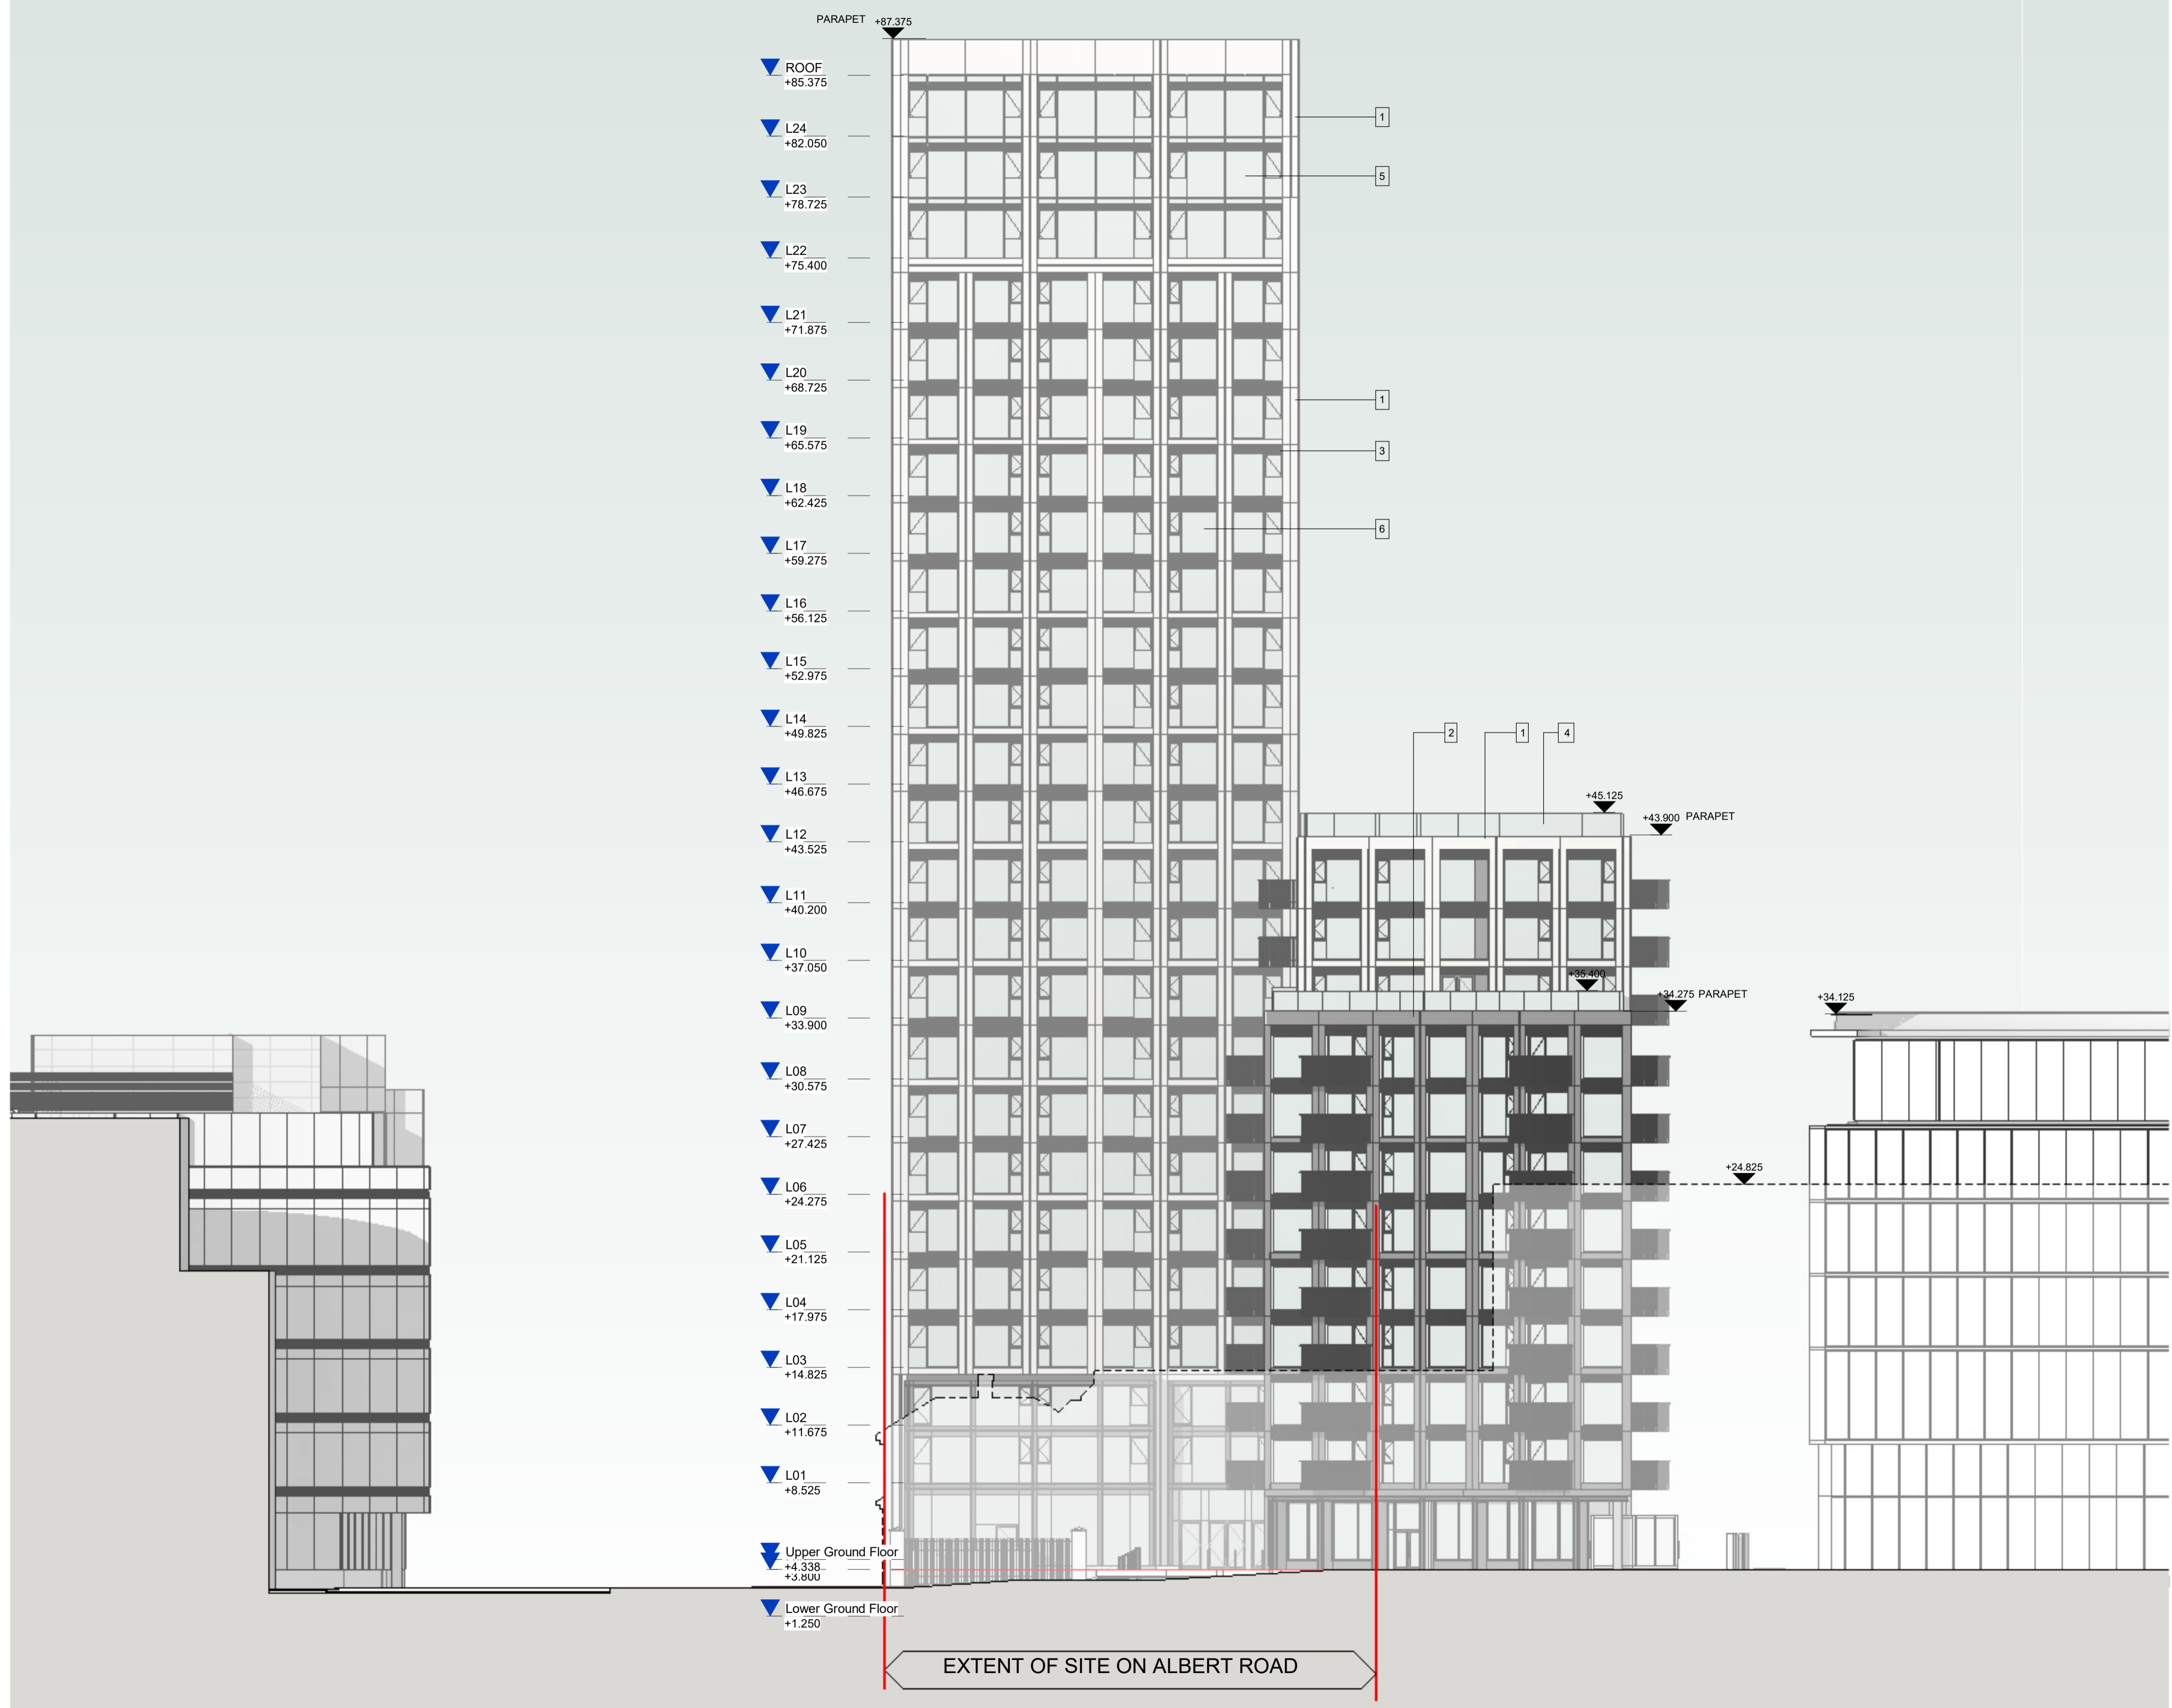 PARAPET +87.375
ROOF
+85.375
L24
+82.050
1
L23
+78.725
5
L22
+75.400
L21
+71.875
L20
+68.725
1
L19
+65.575
3
L18
+62.425
6
L17
+59.275
L16
+56.125
L15
+52.975
L14
+49.825
2 1 4
L13
+46.675
+45.125
L12
+43.525
+43.900 PARAPET
L11
+40.200
L10
+37.050
+35.400
+34.275 PARAPET
+34.125
L09
+33.900
L08
+30.575
L07
+27.425
+24.825
L06
+24.275
L05
+21.125
L04
+17.975
L03
+14.825
L02
+11.675
L01
+8.525
Upper Ground Floor
+4.338
+3.800
Lower Ground Floor
+1.250
EXTENT OF SITE ON ALBERT ROAD